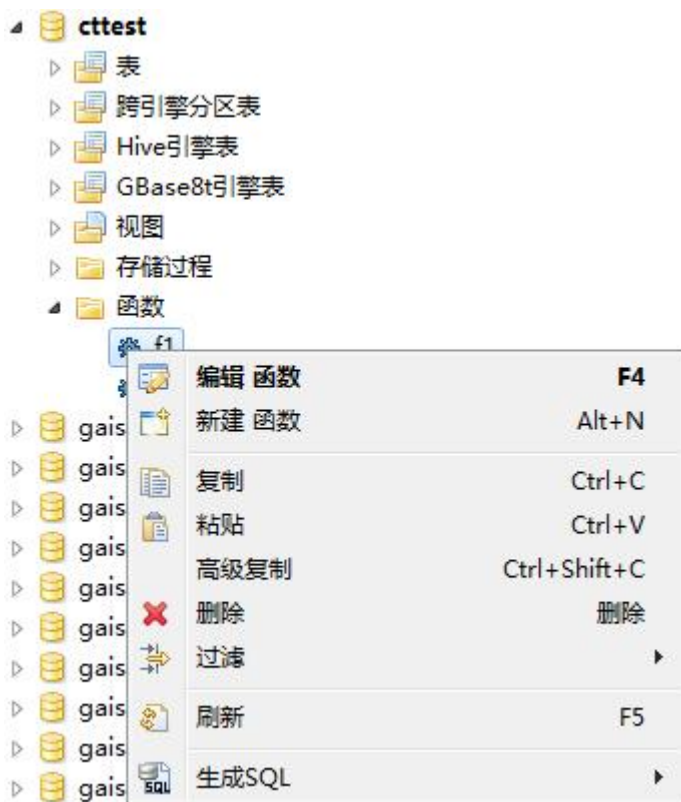 cttest
表
跨引擎分区表
Hive引擎表
GBase8t引擎表
视图
存储过程
函数
f1
编辑 函数 F4
gais 新建 函数 Alt+N
gais 复制 Ctrl+C
gais 粘贴 Ctrl+V
gais 高级复制 Ctrl+Shift+C
gais 删除 删除
gais 过滤
gais
gais 刷新 F5
gais
gais 生成SQL